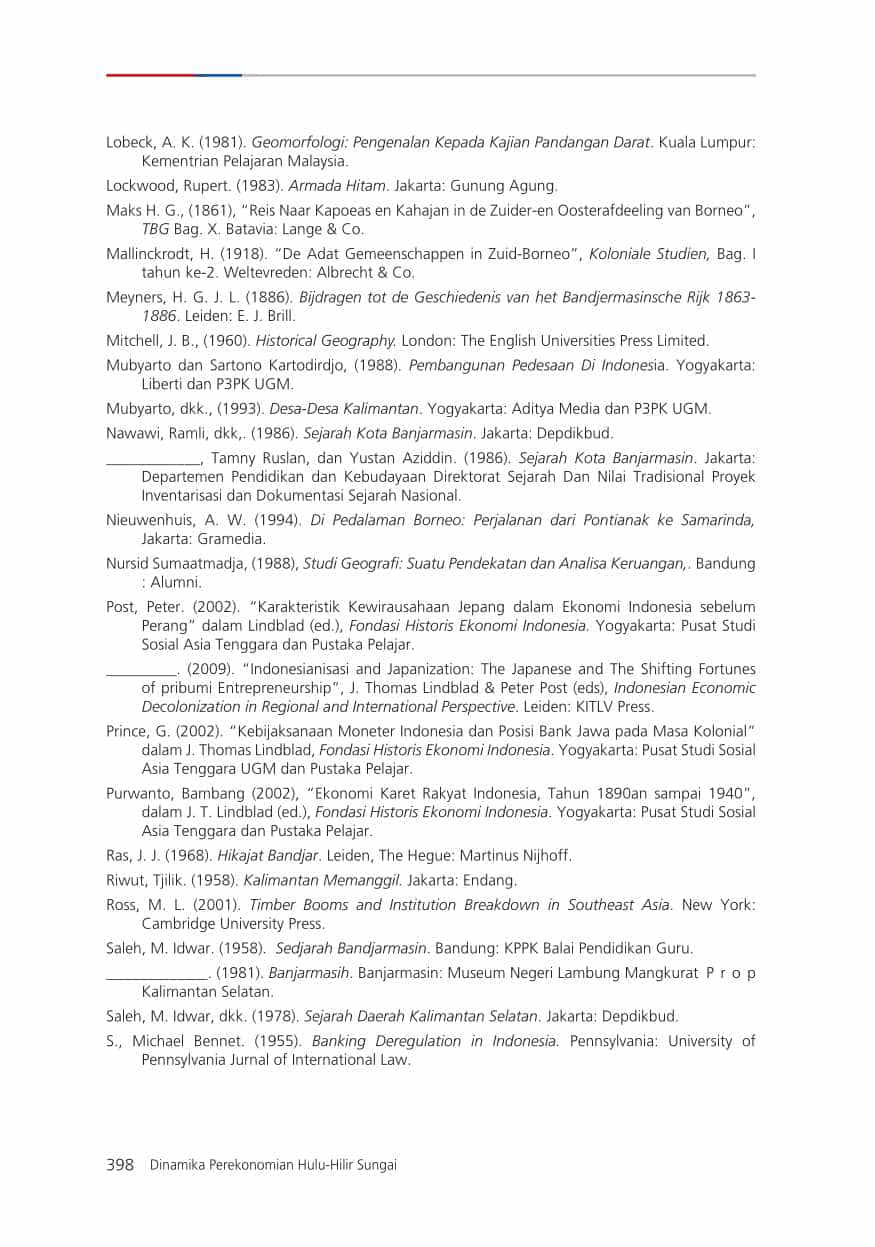 Lobeck, A. K. (1981). Geomorfologi: Pengenalan Kepada Kajian Pandangan Darat. Kuala Lumpur:
Kementrian Pelajaran Malaysia.
Lockwood, Rupert. (1983). Armada Hitam. Jakarta: Gunung Agung.
Maks H. G., (1861), “Reis Naar Kapoeas en Kahajan in de Zuider-en Oosterafdeeling van Borneo”,
TBG Bag. X. Batavia: Lange & Co.
Mallinckrodt, H. (1918). “De Adat Gemeenschappen in Zuid-Borneo”, Koloniale Studien, Bag. I
tahun ke-2. Weltevreden: Albrecht & Co.
Meyners, H. G. J. L. (1886). Bijdragen tot de Geschiedenis van het Bandjermasinsche Rijk 1863-
1886. Leiden: E. J. Brill.
Mitchell, J. B., (1960). Historical Geography. London: The English Universities Press Limited.
Mubyarto dan Sartono Kartodirdjo, (1988). Pembangunan Pedesaan Di Indonesia. Yogyakarta:
Liberti dan P3PK UGM.
Mubyarto, dkk., (1993). Desa-Desa Kalimantan. Yogyakarta: Aditya Media dan P3PK UGM.
Nawawi, Ramli, dkk,. (1986). Sejarah Kota Banjarmasin. Jakarta: Depdikbud.
____________, Tamny Ruslan, dan Yustan Aziddin. (1986). Sejarah Kota Banjarmasin. Jakarta:
Departemen Pendidikan dan Kebudayaan Direktorat Sejarah Dan Nilai Tradisional Proyek
Inventarisasi dan Dokumentasi Sejarah Nasional.
Nieuwenhuis, A. W. (1994). Di Pedalaman Borneo: Perjalanan dari Pontianak ke Samarinda,
Jakarta: Gramedia.
Nursid Sumaatmadja, (1988), Studi Geografi: Suatu Pendekatan dan Analisa Keruangan,. Bandung
: Alumni.
Post, Peter. (2002). “Karakteristik Kewirausahaan Jepang dalam Ekonomi Indonesia sebelum
Perang” dalam Lindblad (ed.), Fondasi Historis Ekonomi Indonesia. Yogyakarta: Pusat Studi
Sosial Asia Tenggara dan Pustaka Pelajar.
_________. (2009). “Indonesianisasi and Japanization: The Japanese and The Shifting Fortunes
of pribumi Entrepreneurship”, J. Thomas Lindblad & Peter Post (eds), Indonesian Economic
Decolonization in Regional and International Perspective. Leiden: KITLV Press.
Prince, G. (2002). “Kebijaksanaan Moneter Indonesia dan Posisi Bank Jawa pada Masa Kolonial”
dalam J. Thomas Lindblad, Fondasi Historis Ekonomi Indonesia. Yogyakarta: Pusat Studi Sosial
Asia Tenggara UGM dan Pustaka Pelajar.
Purwanto, Bambang (2002), “Ekonomi Karet Rakyat Indonesia, Tahun 1890an sampai 1940”,
dalam J. T. Lindblad (ed.), Fondasi Historis Ekonomi Indonesia. Yogyakarta: Pusat Studi Sosial
Asia Tenggara dan Pustaka Pelajar.
Ras, J. J. (1968). Hikajat Bandjar. Leiden, The Hegue: Martinus Nijhoff.
Riwut, Tjilik. (1958). Kalimantan Memanggil. Jakarta: Endang.
Ross, M. L. (2001). Timber Booms and Institution Breakdown in Southeast Asia. New York:
Cambridge University Press.
Saleh, M. Idwar. (1958). Sedjarah Bandjarmasin. Bandung: KPPK Balai Pendidikan Guru.
_____________. (1981). Banjarmasih. Banjarmasin: Museum Negeri Lambung Mangkurat P r o p
Kalimantan Selatan.
Saleh, M. Idwar, dkk. (1978). Sejarah Daerah Kalimantan Selatan. Jakarta: Depdikbud.
S., Michael Bennet. (1955). Banking Deregulation in Indonesia. Pennsylvania: University of
Pennsylvania Jurnal of International Law.
398 Dinamika Perekonomian Hulu-Hilir Sungai